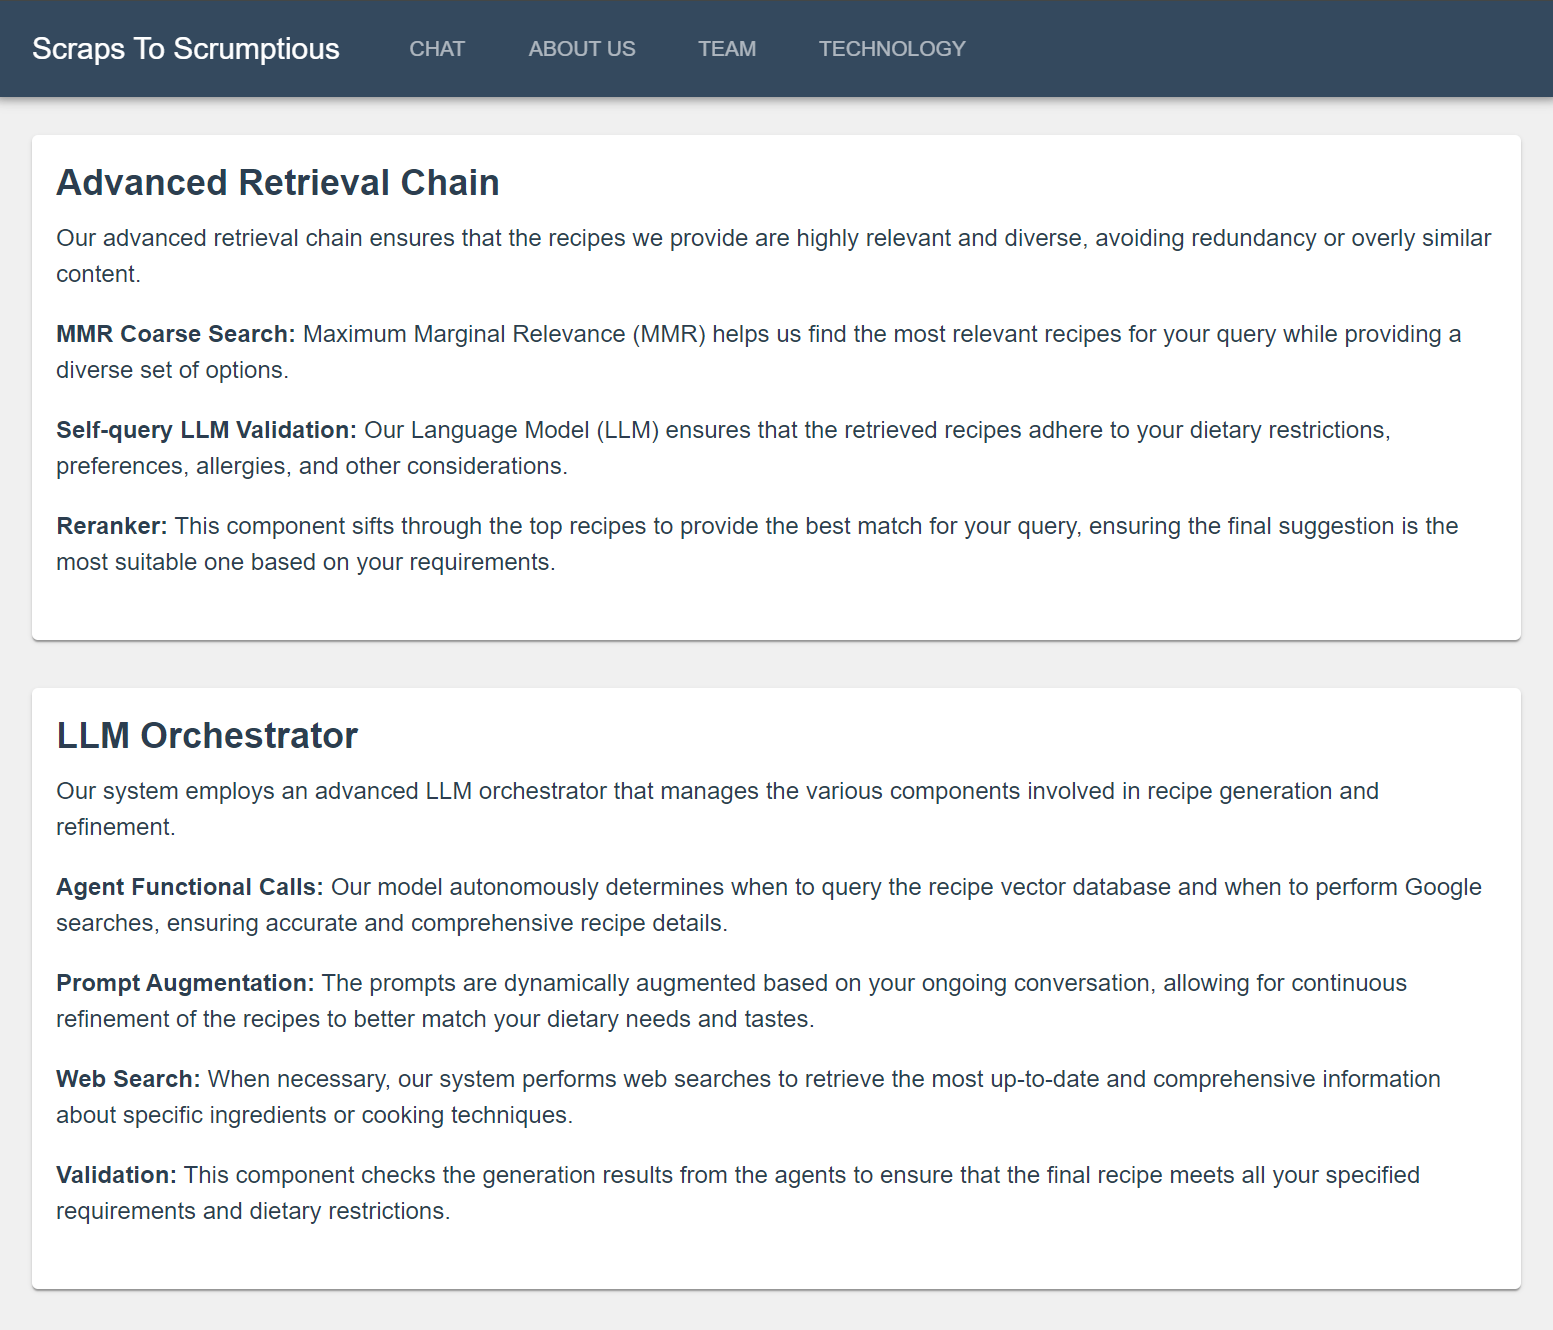 Scraps To Scrumptious CHAT ABOUT US TEAM TECHNOLOGY
Advanced Retrieval Chain
Our advanced retrieval chain ensures that the recipes we provide are highly relevant and diverse, avoiding redundancy or overly similar
content.
MMR Coarse Search: Maximum Marginal Relevance (MMR) helps us find the most relevant recipes for your query while providing a
diverse set of options.
Self-query LLM Validation: Our Language Model (LLM) ensures that the retrieved recipes adhere to your dietary restrictions,
preferences, allergies, and other considerations.
Reranker: This component sifts through the top recipes to provide the best match for your query, ensuring the final suggestion is the
most suitable one based on your requirements.
LLM Orchestrator
Our system employs an advanced LLM orchestrator that manages the various components involved in recipe generation and
refinement.
Agent Functional Calls: Our model autonomously determines when to query the recipe vector database and when to perform Google
searches, ensuring accurate and comprehensive recipe details.
Prompt Augmentation: The prompts are dynamically augmented based on your ongoing conversation, allowing for continuous
refinement of the recipes to better match your dietary needs and tastes.
Web Search: When necessary, our system performs web searches to retrieve the most up-to-date and comprehensive information
about specific ingredients or cooking techniques.
Validation: This component checks the generation results from the agents to ensure that the final recipe meets all your specified
requirements and dietary restrictions.